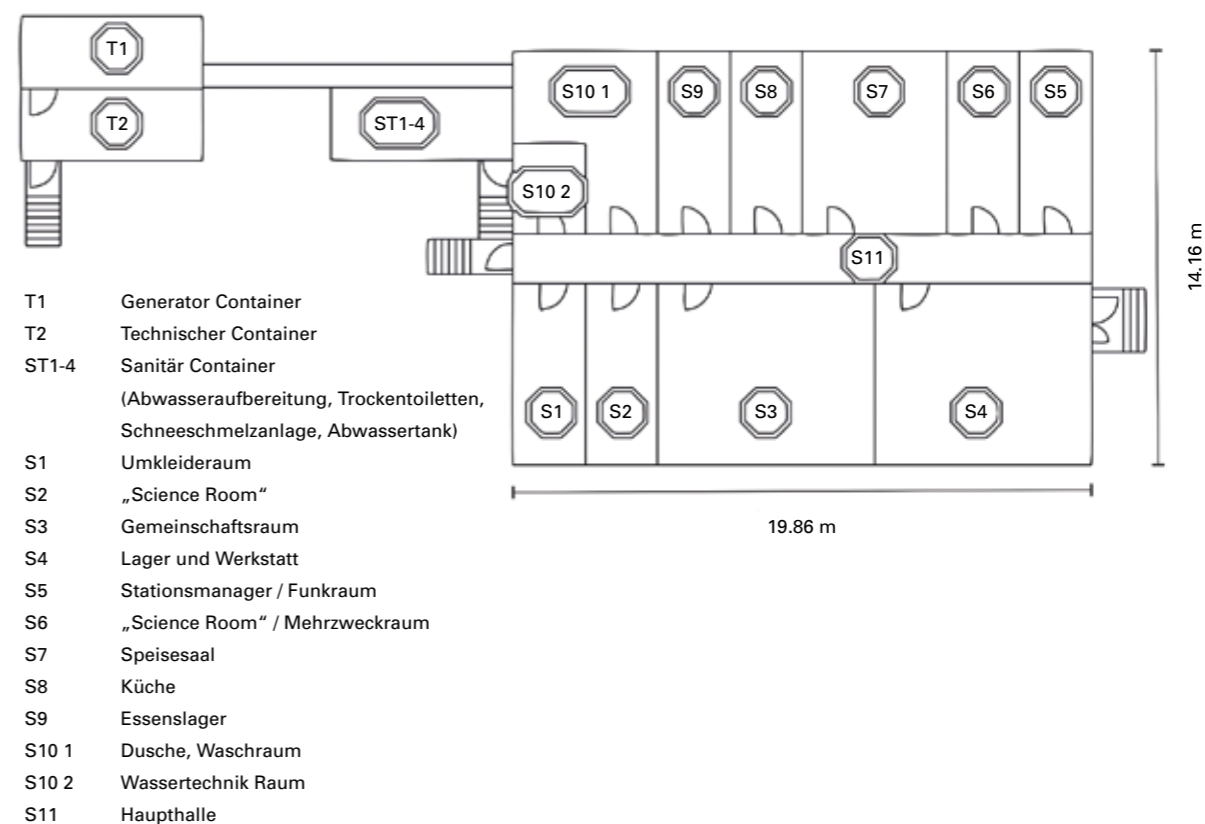 T1
S10 1
S9
S8
S7
S6
S5
T2
ST1-4
S10 2
S11
14.16 m
S1
S2
S3
S4
19.86 m
T1 Generator Container
T2 Technischer Container
ST1-4 Sanitär Container
(Abwasseraufbereitung, Trockentoiletten,
Schneeschmelzanlage, Abwassertank)
S1 Umkleideraum
S2 „Science Room“
S3 Gemeinschaftsraum
S4 Lager und Werkstatt
S5 Stationsmanager / Funkraum
S6 „Science Room“ / Mehrzweckraum
S7 Speisesaal
S8 Küche
S9 Essenslager
S10 1 Dusche, Waschraum
S10 2 Wassertechnik Raum
S11 Haupthalle